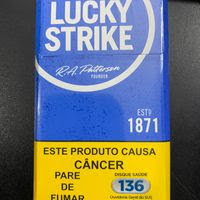 LUCKY
STRIKE
R.A. Patterson
FOUNDER
ESTD
1871
ESTE PRODUTO CAUSA
CÂNCER
PARE
DE
FUMAR
DISQUE SAÚDE
136
Ouvidoria Geral do SUS